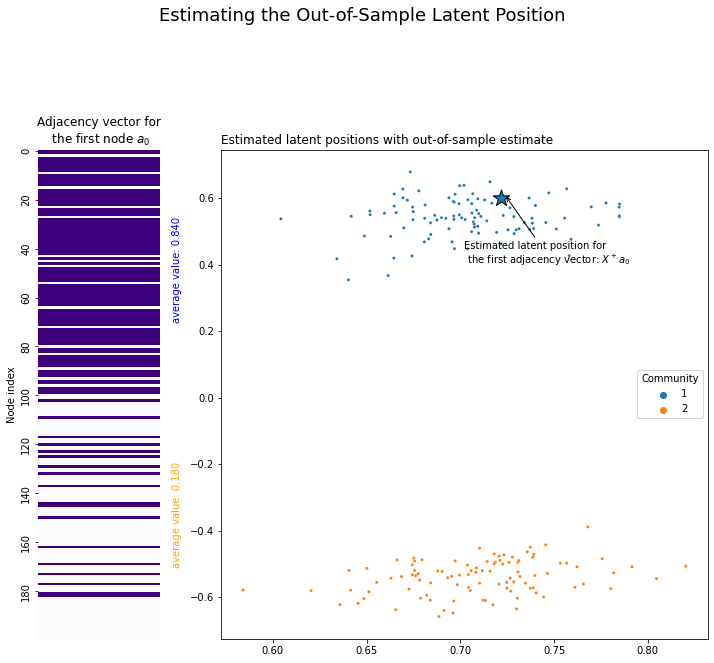 Estimating the Out-of-Sample Latent Position
Adjacency vector for
the first node a₀
Node index
0
20
40
60
80
100
120
140
160
180
average value: 0.840
average value: 0.180
Estimated latent positions with out-of-sample estimate
0.6
0.4
0.2
0.0
−0.2
−0.4
−0.6
Estimated latent position for
the first adjacency vector: X⁺a₀
Community
1
2
0.60
0.65
0.70
0.75
0.80